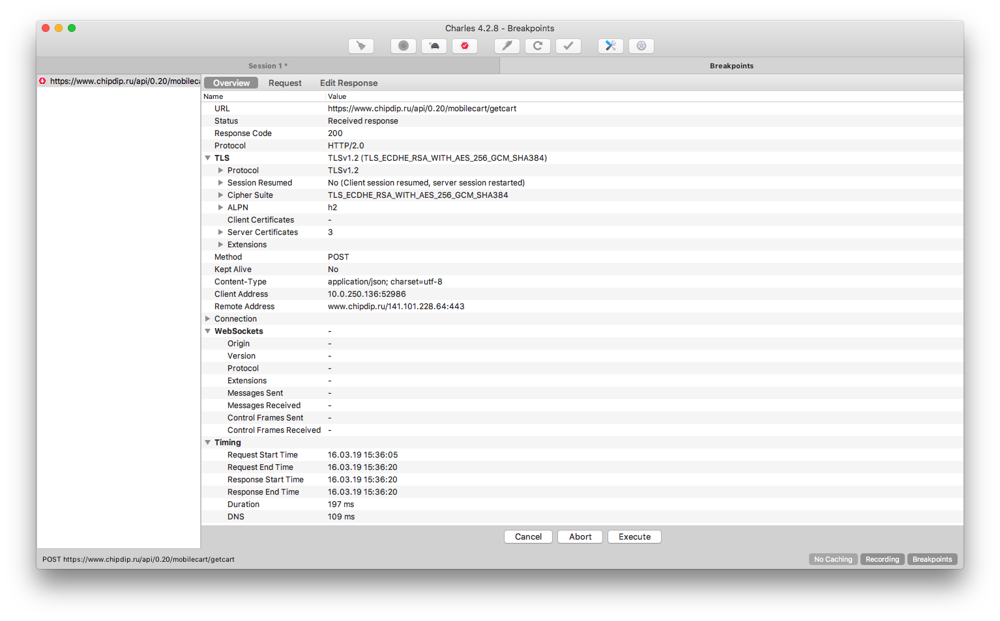 Charles 4.2.8 - Breakpoints
Session 1 * Breakpoints
https://www.chipdip.ru/api/0.20/mobileca
Overview Request Edit Response
Name Value
URL https://www.chipdip.ru/api/0.20/mobilecart/getcart
Status Received response
Response Code 200
Protocol HTTP/2.0
TLS TLSv1.2 (TLS_ECDHE_RSA_WITH_AES_256_GCM_SHA384)
Protocol TLSv1.2
Session Resumed No (Client session resumed, server session restarted)
Cipher Suite TLS_ECDHE_RSA_WITH_AES_256_GCM_SHA384
ALPN h2
Client Certificates -
Server Certificates 3
Extensions
Method POST
Kept Alive No
Content-Type application/json; charset=utf-8
Client Address 10.0.250.136:52986
Remote Address www.chipdip.ru/141.101.228.64:443
Connection
WebSockets -
Origin -
Version -
Protocol -
Extensions -
Messages Sent -
Messages Received -
Control Frames Sent -
Control Frames Received -
Timing
Request Start Time 16.03.19 15:36:05
Request End Time 16.03.19 15:36:20
Response Start Time 16.03.19 15:36:20
Response End Time 16.03.19 15:36:20
Duration 197 ms
DNS 109 ms
Cancel Abort Execute
POST https://www.chipdip.ru/api/0.20/mobilecart/getcart No Caching Recording Breakpoints